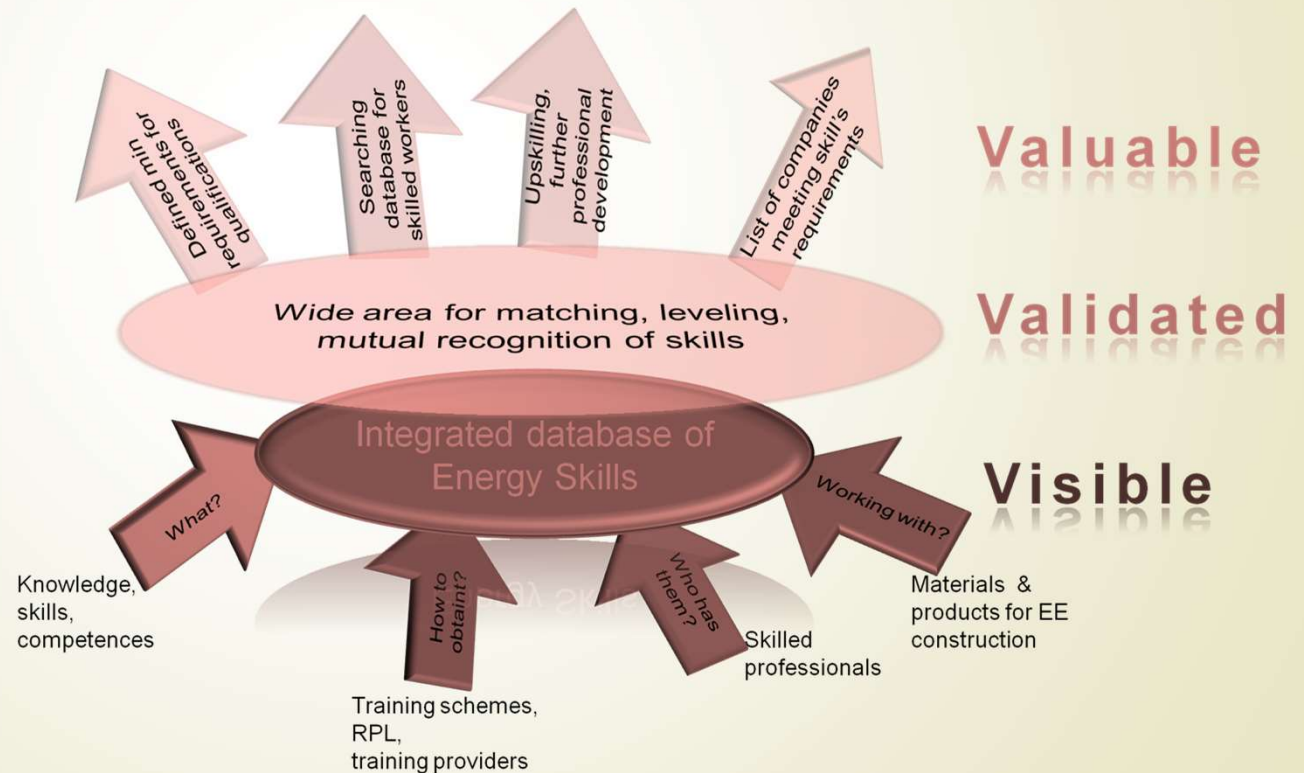 Defined min
requirements for
qualifications
Searching
database for
skilled workers
Upskilling,
further
professional
development
List of companies
meeting skill's
requirements
Valuable
Wide area for matching, leveling,
mutual recognition of skills
Validated
Integrated database of
Energy Skills
Visible
What?
How to
obtaint?
Who has
them?
Working with?
Knowledge,
skills,
competences
Training schemes,
RPL,
training providers
Skilled
professionals
Materials & 
products for EE
construction